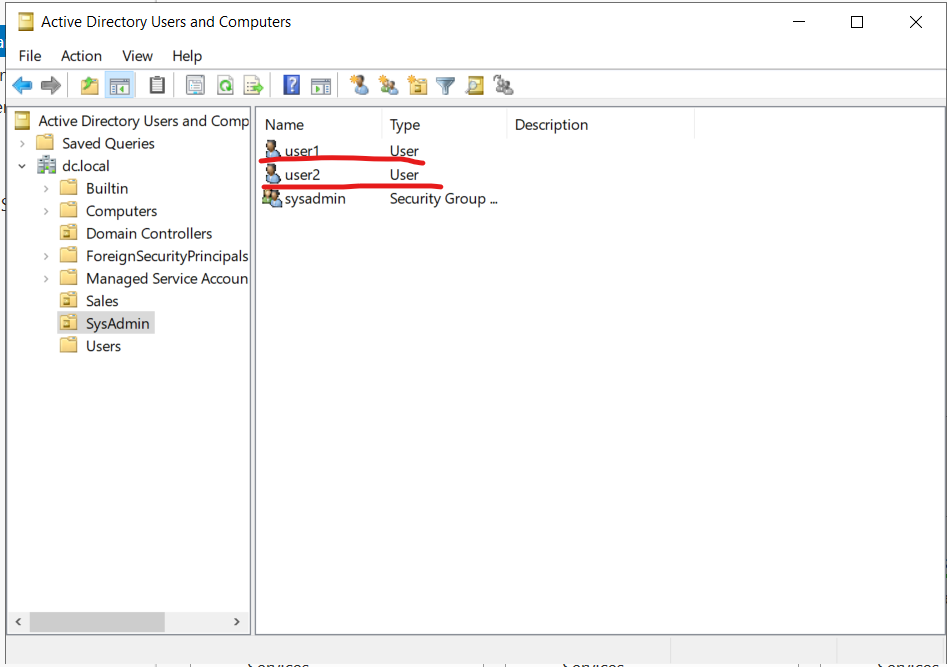 Active Directory Users and Computers
File Action View Help
Active Directory Users and Comp
Saved Queries
dc.local
Builtin
Computers
Domain Controllers
ForeignSecurityPrincipals
Managed Service Accoun
Sales
SysAdmin
Users
Name Type Description
user1 User
user2 User
sysadmin Security Group ...